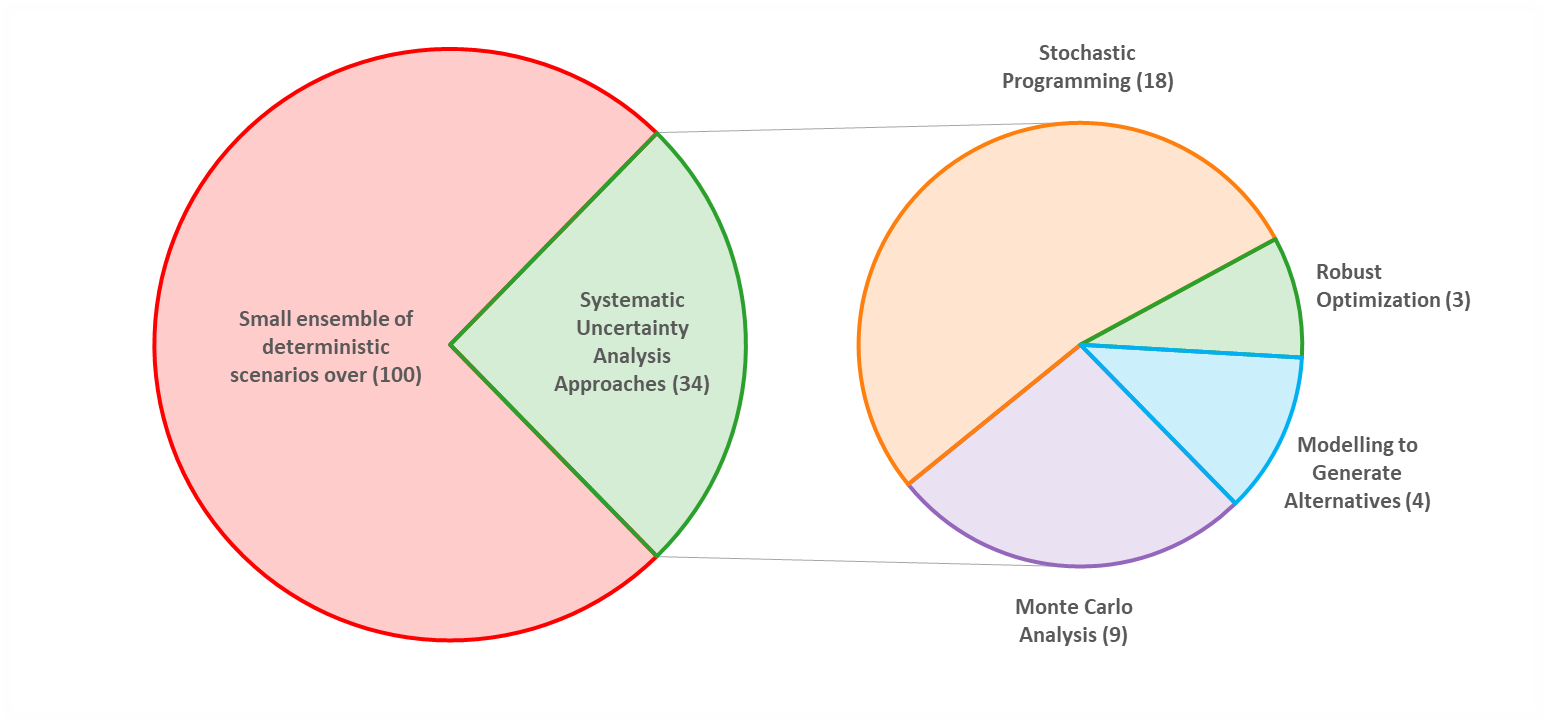 Small ensemble of
deterministic
scenarios over (100)
Systematic
Uncertainty
Analysis
Approaches (34)
Stochastic
Programming (18)
Robust
Optimization (3)
Modelling to
Generate
Alternatives (4)
Monte Carlo
Analysis (9)